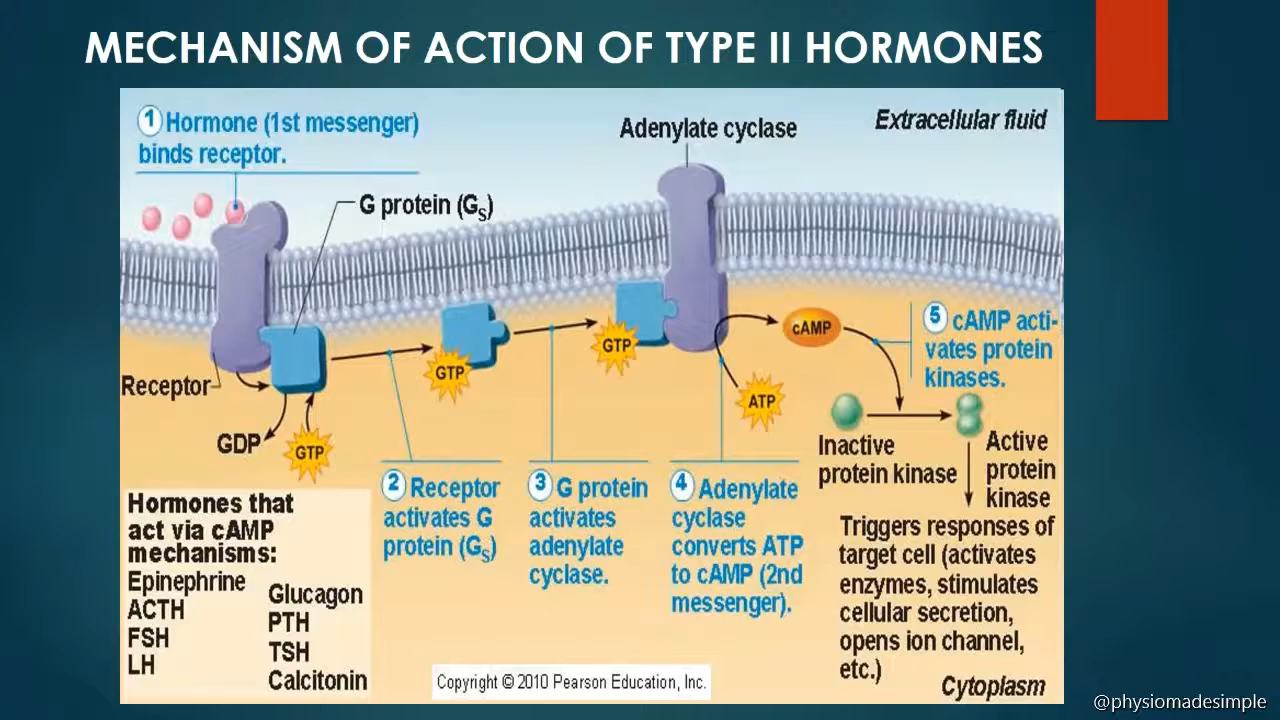 MECHANISM OF ACTION OF TYPE II HORMONES
1 Hormone (1st messenger)
binds receptor.
Adenylate cyclase
Extracellular fluid
G protein (GS)
Receptor
GDP
GTP
GTP
GTP
ATP
cAMP
5 cAMP acti-
vates protein
kinases.
Inactive
protein kinase
Active
protein
kinase
2 Receptor
activates G
protein (GS)
3 G protein
activates
adenylate
cyclase.
4 Adenylate
cyclase
converts ATP
to cAMP (2nd
messenger).
Triggers responses of
target cell (activates
enzymes, stimulates
cellular secretion,
opens ion channel,
etc.)
Hormones that
act via cAMP
mechanisms:
Epinephrine
ACTH
FSH
LH
Glucagon
PTH
TSH
Calcitonin
Copyright © 2010 Pearson Education, Inc.
Cytoplasm
@physiomadesimple